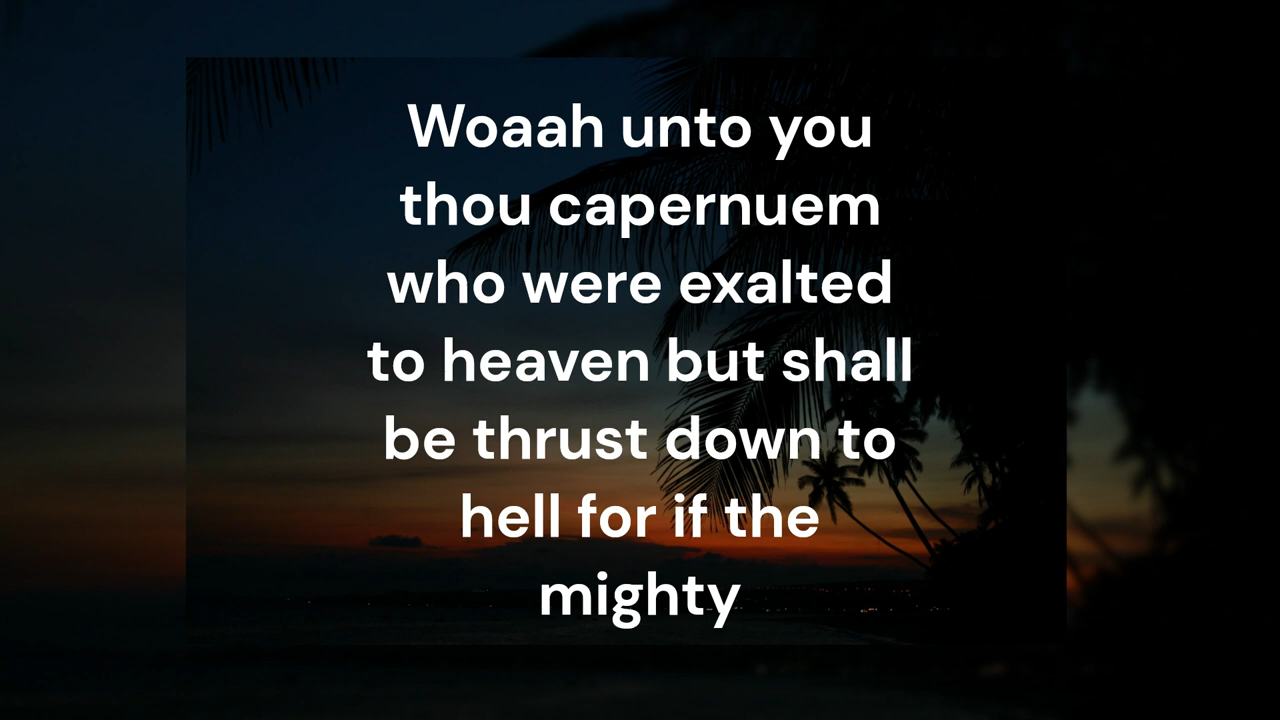 Woaah unto you
thou capernuem
who were exalted
to heaven but shall
be thrust down to
hell for if the
mighty